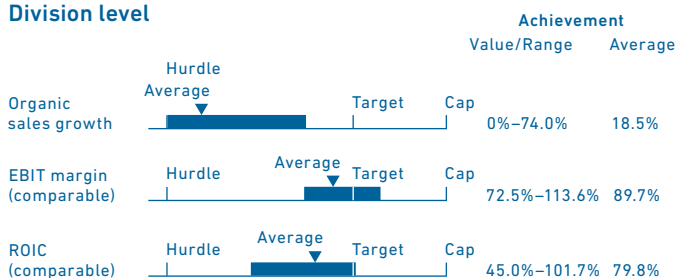 Division level
Achievement
Value/Range Average
Hurdle
Average
Organic
sales growth
Target Cap
0%–74.0% 18.5%
EBIT margin
(comparable)
Hurdle Average Target Cap
72.5%–113.6% 89.7%
ROIC
(comparable)
Hurdle Average Target Cap
45.0%–101.7% 79.8%